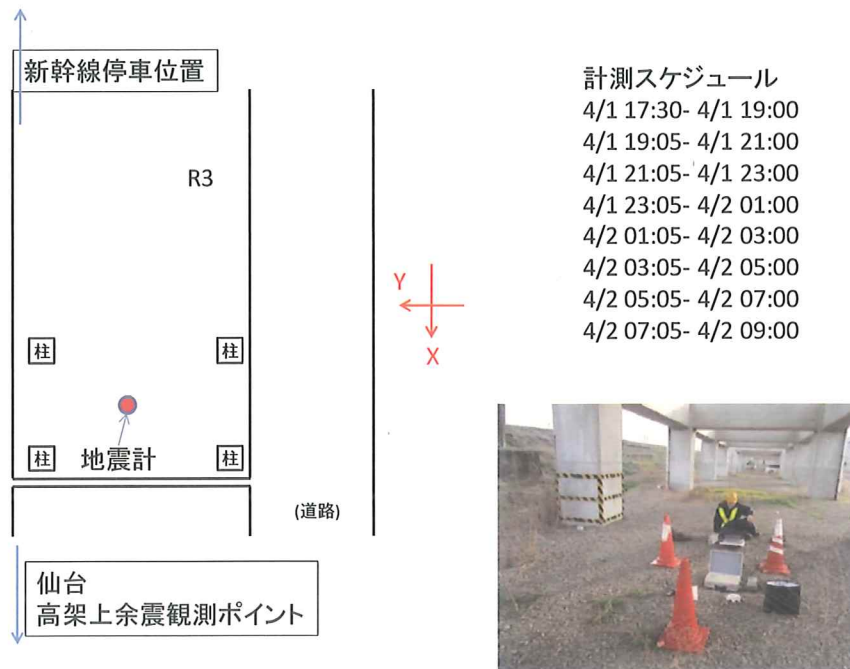 新幹線停車位置
R3
柱
柱
地震計
柱
柱
(道路)
仙台
高架上余震観測ポイント
Y
X
計測スケジュール
4/1 17:30- 4/1 19:00
4/1 19:05- 4/1 21:00
4/1 21:05- 4/1 23:00
4/1 23:05- 4/2 01:00
4/2 01:05- 4/2 03:00
4/2 03:05- 4/2 05:00
4/2 05:05- 4/2 07:00
4/2 07:05- 4/2 09:00